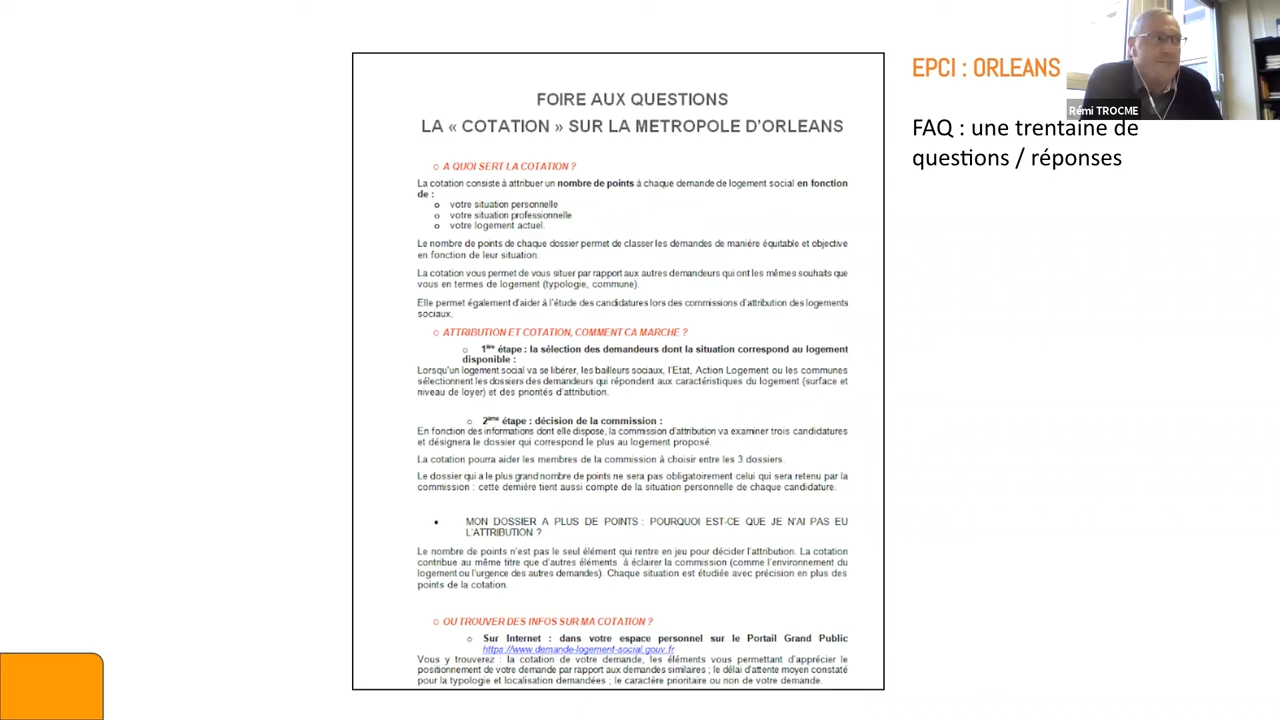 FOIRE AUX QUESTIONS
LA « COTATION » SUR LA METROPOLE D'ORLEANS
o A QUOI SERT LA COTATION ?
La cotation consiste à attribuer un nombre de points à chaque demande de logement social en fonction
de :
o votre situation personnelle
o votre situation professionnelle
o votre logement actuel.
Le nombre de points de chaque dossier permet de classer les demandes de manière équitable et objective
en fonction de leur situation.
La cotation vous permet de vous situer par rapport aux autres demandeurs qui ont les mêmes souhaits que
vous en termes de logement (typologie, commune).
Elle permet également d'aider à l'étude des candidatures lors des commissions d'attribution des logements
sociaux.
o ATTRIBUTION ET COTATION, COMMENT CA MARCHE ?
o 1ère étape : la sélection des demandeurs dont la situation correspond au logement
disponible :
Lorsqu'un logement social va se libérer, les bailleurs sociaux, l'Etat, Action Logement ou les communes
sélectionnent les dossiers des demandeurs qui répondent aux caractéristiques du logement (surface et
niveau de loyer) et des priorités d'attribution.
o 2ème étape : décision de la commission :
En fonction des informations dont elle dispose, la commission d'attribution va examiner trois candidatures
et désignera le dossier qui correspond le plus au logement proposé.
La cotation pourra aider les membres de la commission à choisir entre les 3 dossiers.
Le dossier qui a le plus grand nombre de points ne sera pas obligatoirement celui qui sera retenu par la
commission : cette dernière tient aussi compte de la situation personnelle de chaque candidature.
• MON DOSSIER A PLUS DE POINTS : POURQUOI EST-CE QUE JE N'AI PAS EU
L'ATTRIBUTION ?
Le nombre de points n'est pas le seul élément qui rentre en jeu pour décider l'attribution. La cotation
contribue au même titre que d'autres éléments à éclairer la commission (comme l'environnement du
logement ou l'urgence des autres demandes). Chaque situation est étudiée avec précision en plus des
points de la cotation.
o OU TROUVER DES INFOS SUR MA COTATION ?
o Sur Internet : dans votre espace personnel sur le Portail Grand Public
https://www.demande-logement-social.gouv.fr
Vous y trouverez : la cotation de votre demande, les éléments vous permettant d'apprécier le
positionnement de votre demande par rapport aux demandes similaires ; le délai d'attente moyen constaté
pour la typologie et localisation demandées ; le caractère prioritaire ou non de votre demande.
EPCI : ORLEANS
Rémi TROCME
FAQ : une trentaine de
questions / réponses